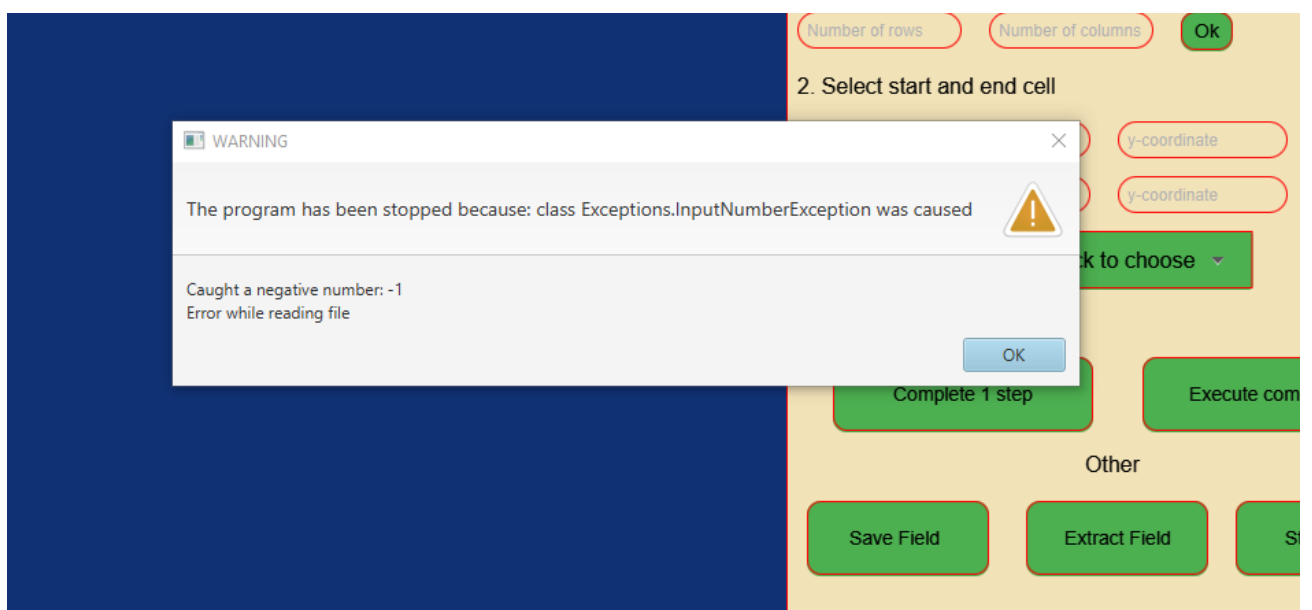 Number of rows
Number of columns
Ok
2. Select start and end cell
WARNING
y-coordinate
The program has been stopped because: class Exceptions.InputNumberException was caused
y-coordinate
k to choose
Caught a negative number: -1
Error while reading file
OK
Complete 1 step
Execute com
Other
Save Field
Extract Field
St